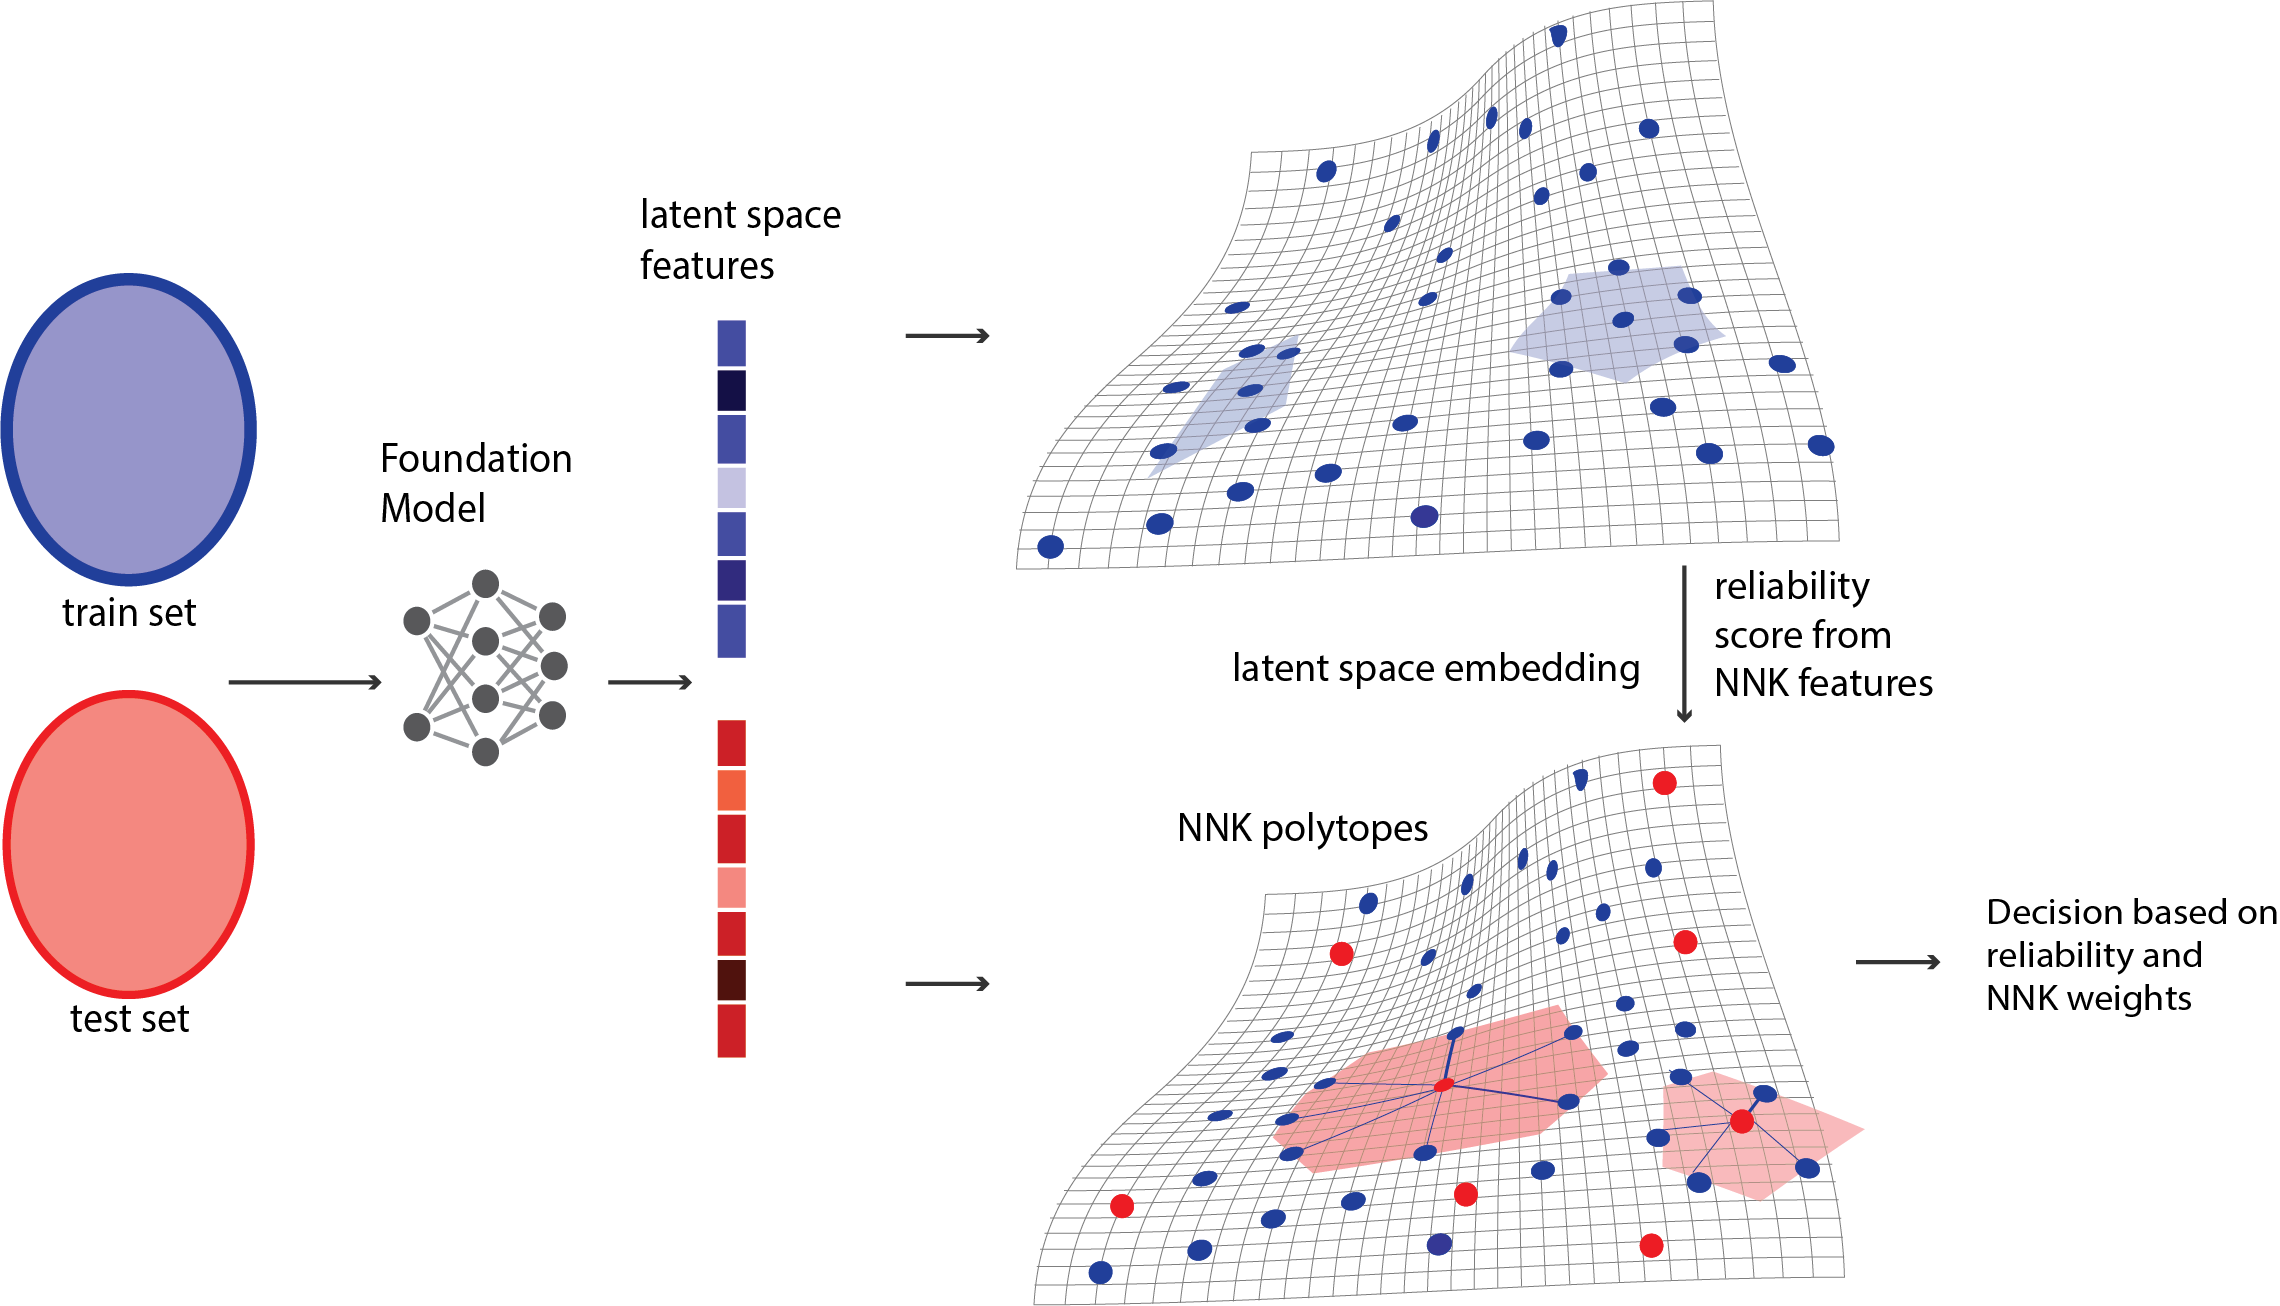 latent space
features
Foundation
Model
train set
test set
reliability
score from
NNK features
latent space embedding
NNK polytopes
Decision based on
reliability and
NNK weights